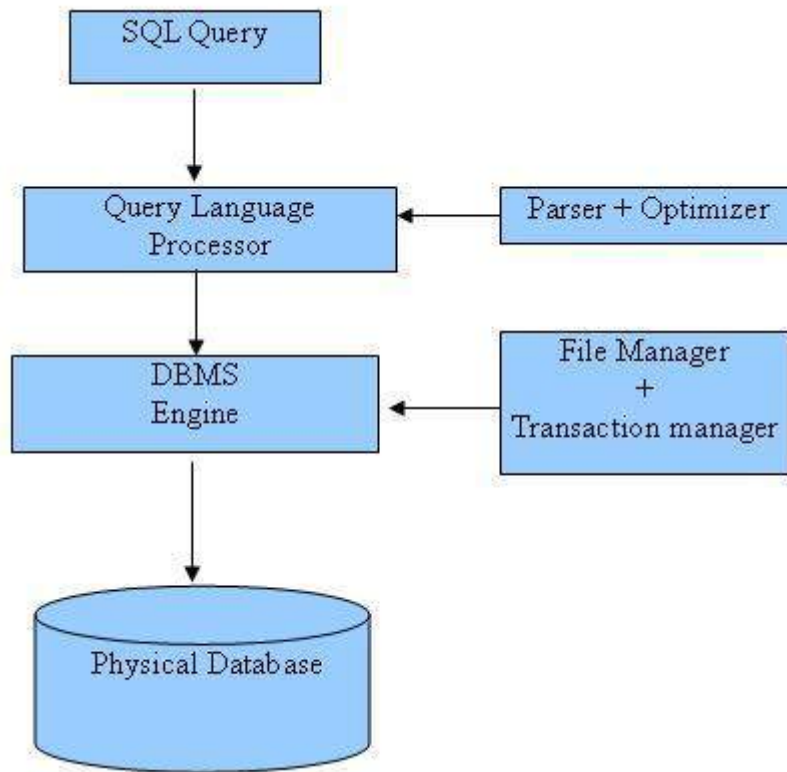 SQL Query
Query Language
Processor
Parser + Optimizer
DBMS
Engine
File Manager
+
Transaction manager
Physical Database